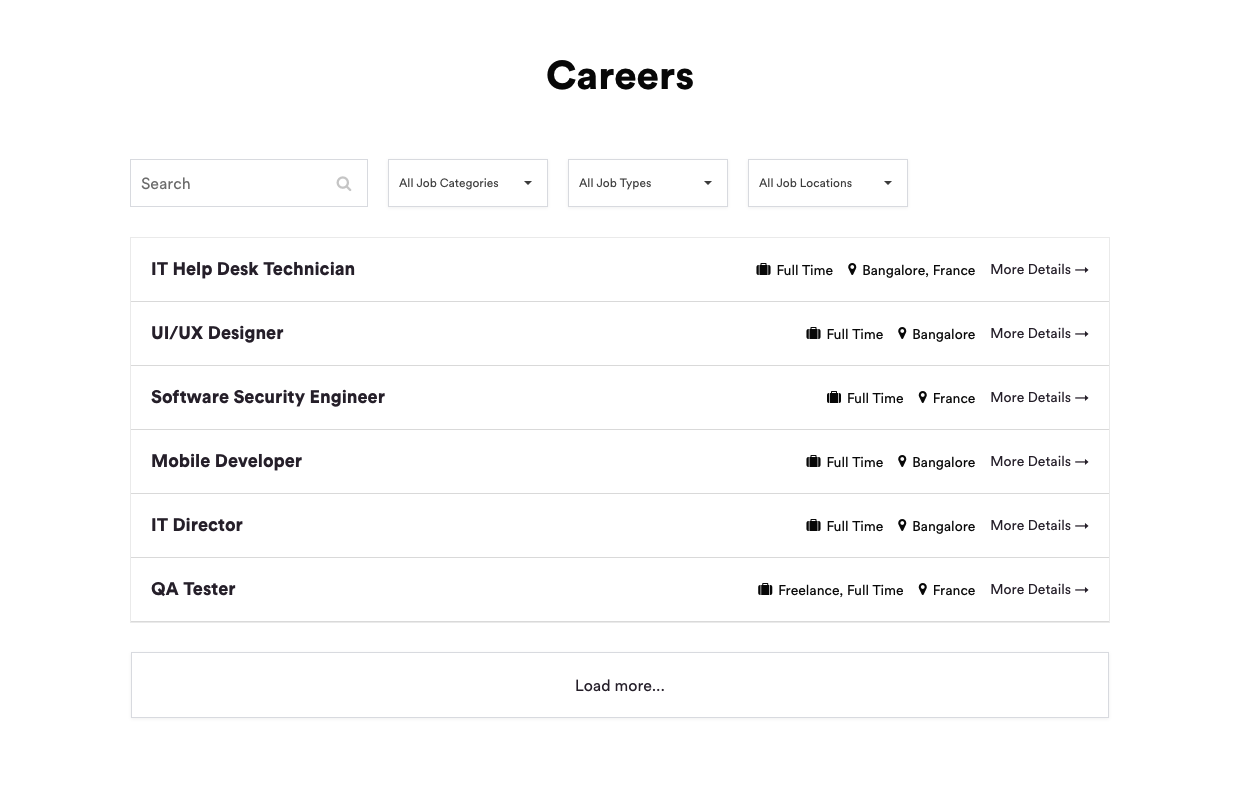 Careers
Search All Job Categories All Job Types All Job Locations
IT Help Desk Technician Full Time Bangalore, France More Details →
UI/UX Designer Full Time Bangalore More Details →
Software Security Engineer Full Time France More Details →
Mobile Developer Full Time Bangalore More Details →
IT Director Full Time Bangalore More Details →
QA Tester Freelance, Full Time France More Details →
Load more...